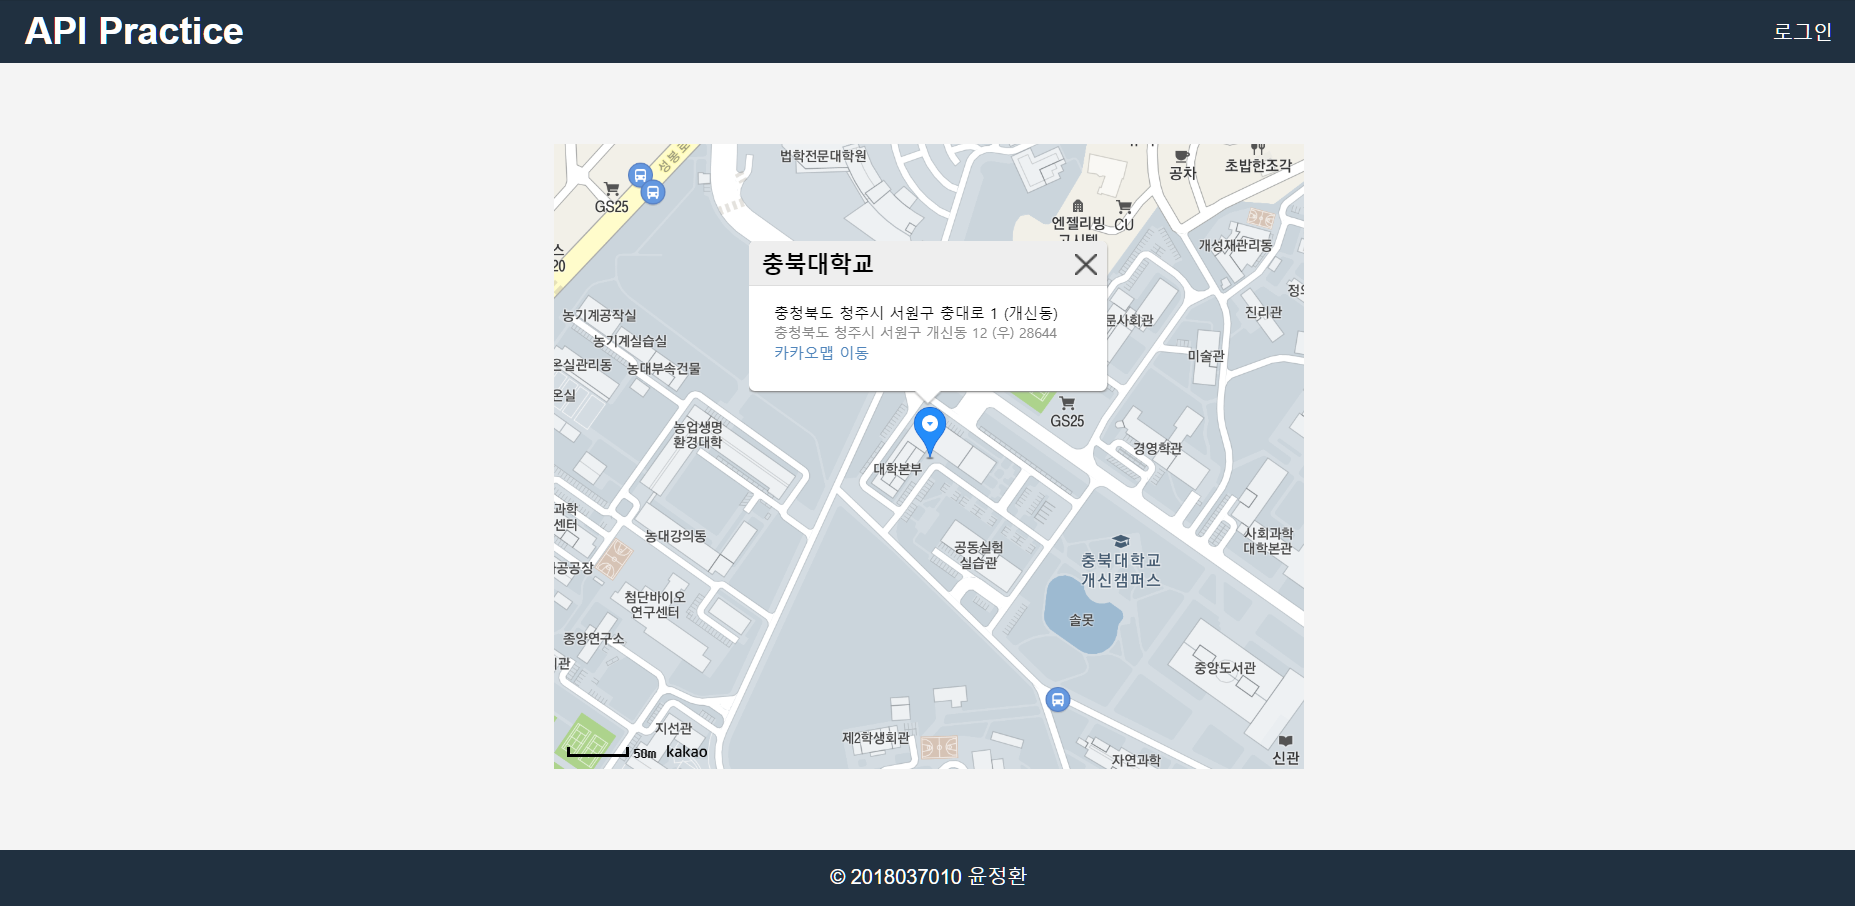 API Practice
로그인
법학전문대학원
성봉로
공차
초밥한조각
GS25
엔젤리빙
고시텔
CU
개성재관리동
스
20
충북대학교
충청북도 청주시 서원구 충대로 1 (개신동)
충청북도 청주시 서원구 개신동 12 (우) 28644
카카오맵 이동
진리관
문사회관
미술관
농기계공작실
농기계실습실
온실관리동
농대부속건물
온실
GS25
농업생명
환경대학
대학본부
경영학관
과학
센터
농대강의동
공동실험
실습관
사회과학
대학본관
충북대학교
개신캠퍼스
공공장
첨단바이오
연구센터
솔못
종양연구소
관
중앙도서관
지선관
제2학생회관
자연과학
신관
50m
kakao
© 2018037010 윤정환